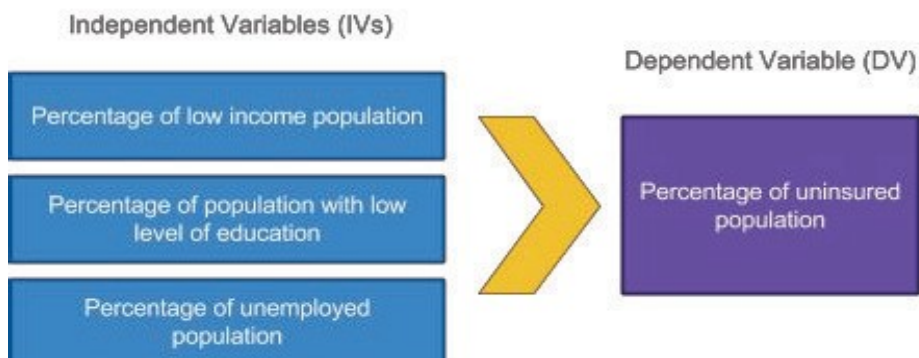 Independent Variables (IVs)
Dependent Variable (DV)
Percentage of low income population
Percentage of population with low
level of education
Percentage of unemployed
population
Percentage of uninsured
population